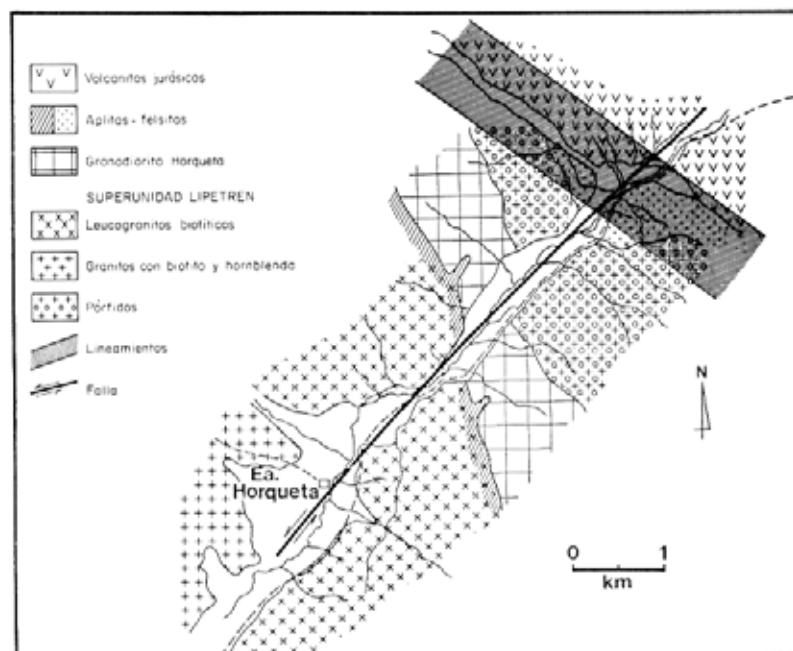 Volcanitas jurásicas
Aplitas - felsitas
Granodiorita Horqueta
SUPERUNIDAD LIPETREN
Leucogranitos biotíticos
Granitos con biotita y hornblenda
Pórfidos
Lineamientos
Falla
N
Ea.
Horqueta
0 1
km